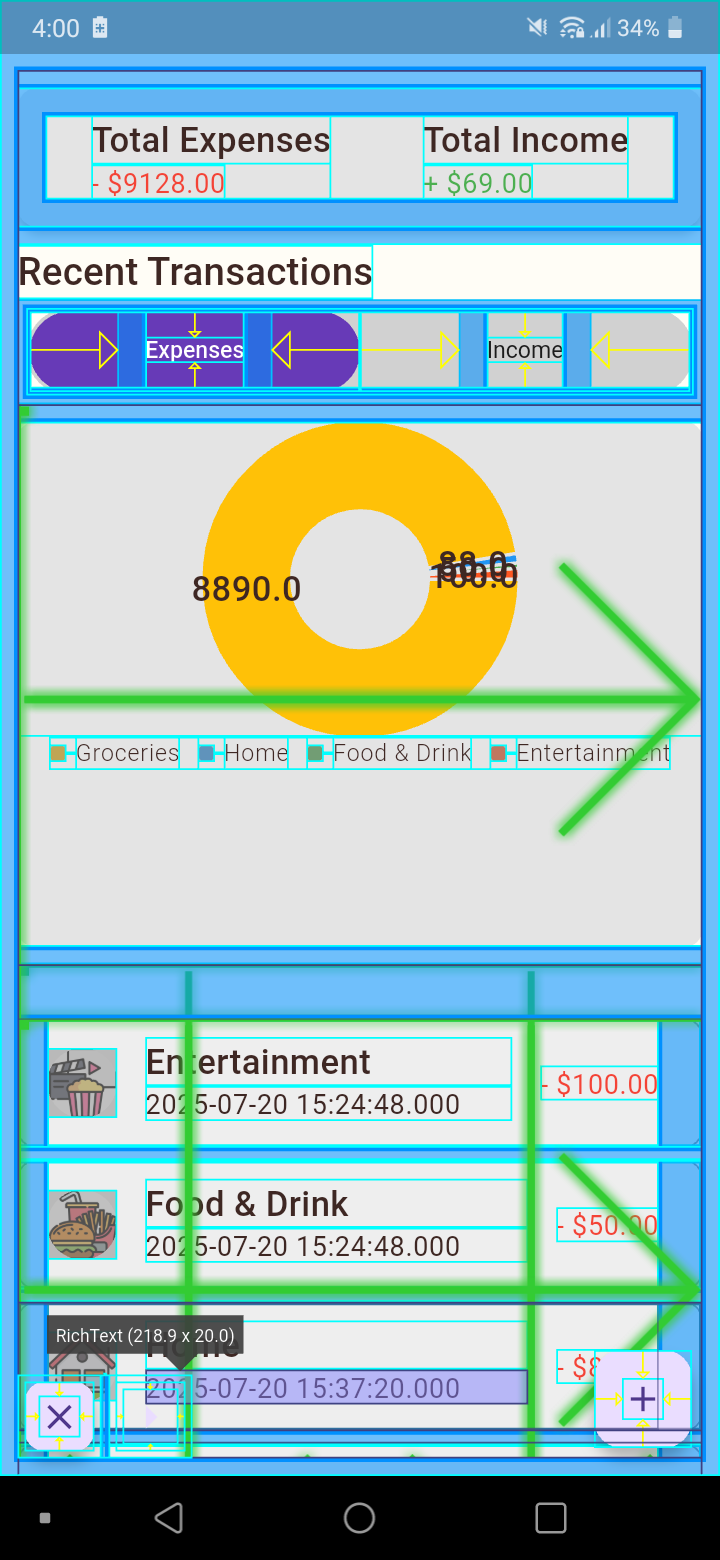 4:00 34%
Total Expenses Total Income
- $9128.00 + $69.00
Recent Transactions
Expenses Income
8890.0 100.0
Groceries Home Food & Drink Entertainment
Entertainment
2025-07-20 15:24:48.000 - $100.00
Food & Drink
2025-07-20 15:24:48.000 - $50.00
RichText (218.9 x 20.0)
Home
2025-07-20 15:37:20.000 - $8